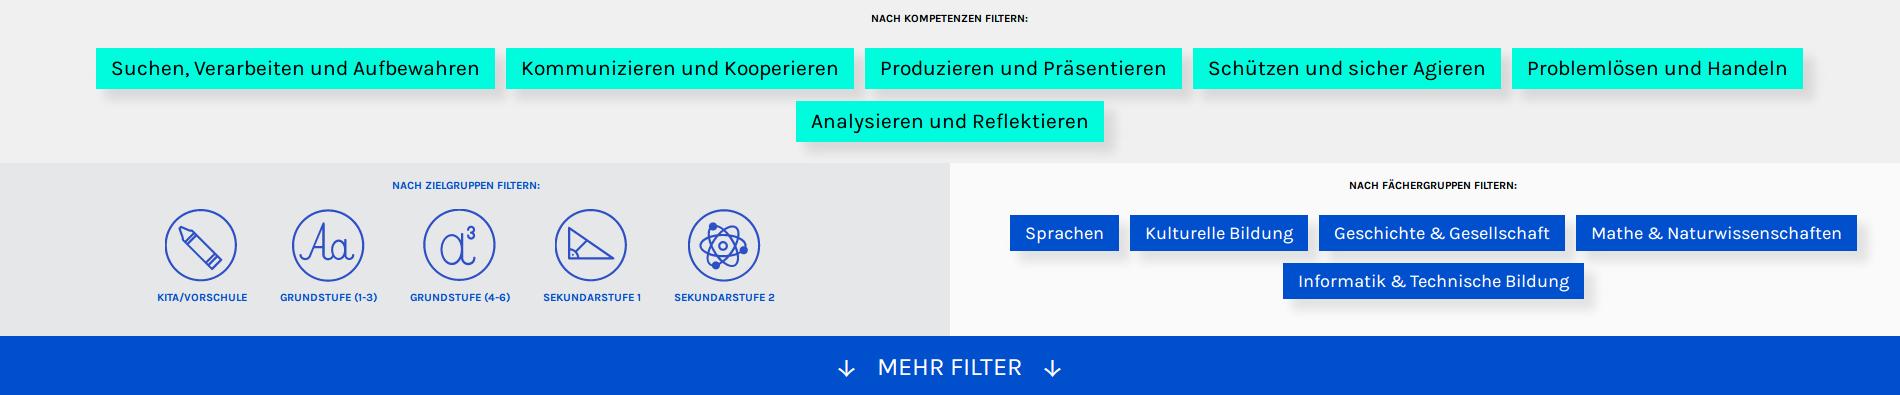 NACH KOMPETENZEN FILTERN:
Suchen, Verarbeiten und Aufbewahren
Kommunizieren und Kooperieren
Produzieren und Präsentieren
Schützen und sicher Agieren
Problemlösen und Handeln
Analysieren und Reflektieren
NACH ZIELGRUPPEN FILTERN:
Aa
α³
KITA/VORSCHULE
GRUNDSTUFE (1-3)
GRUNDSTUFE (4-6)
SEKUNDARSTUFE 1
SEKUNDARSTUFE 2
NACH FÄCHERGRUPPEN FILTERN:
Sprachen
Kulturelle Bildung
Geschichte & Gesellschaft
Mathe & Naturwissenschaften
Informatik & Technische Bildung
↓ MEHR FILTER ↓